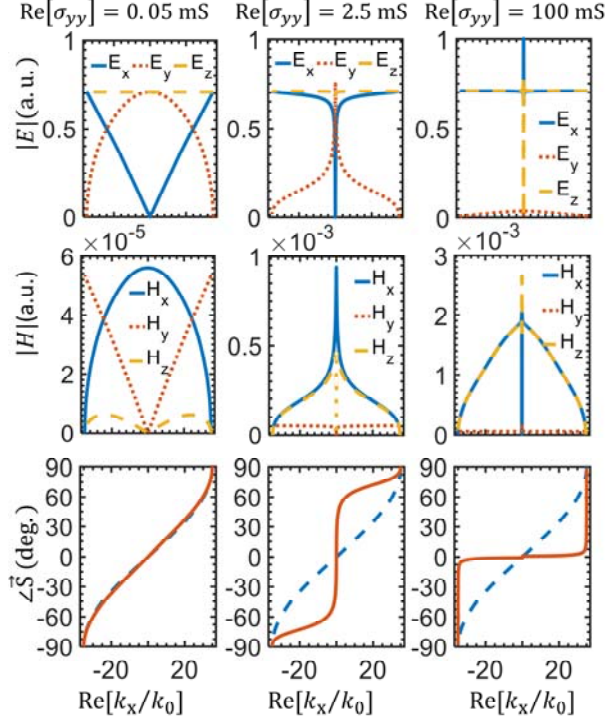 Re[σyy] = 0.05 mS Re[σyy] = 2.5 mS Re[σyy] = 100 mS
|E|(a.u.)
1
0.5
0
Ex Ey Ez
1
0.5
0
Ex Ey Ez
1
0.5
0
Ex
Ey
Ez
|H|(a.u.)
×10-5
6
4
2
0
Hx
Hy
Hz
×10-3
1
0.5
0
Hx
Hy
Hz
×10-3
3
2
1
0
Hx
Hy
Hz
∠S⃗ (deg.)
90
60
30
0
-30
-60
-90
-20 20
Re[kx/k0]
90
60
30
0
-30
-60
-90
-20 20
Re[kx/k0]
90
60
30
0
-30
-60
-90
-20 20
Re[kx/k0]